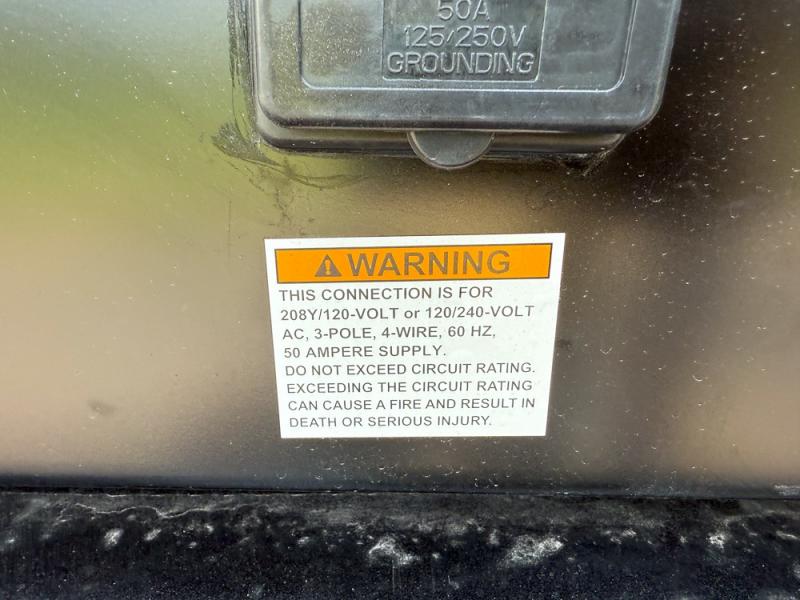 50A
125/250V
GROUNDING
⚠WARNING
THIS CONNECTION IS FOR
208Y/120-VOLT or 120/240-VOLT
AC, 3-POLE, 4-WIRE, 60 HZ,
50 AMPERE SUPPLY.
DO NOT EXCEED CIRCUIT RATING.
EXCEEDING THE CIRCUIT RATING
CAN CAUSE A FIRE AND RESULT IN
DEATH OR SERIOUS INJURY.